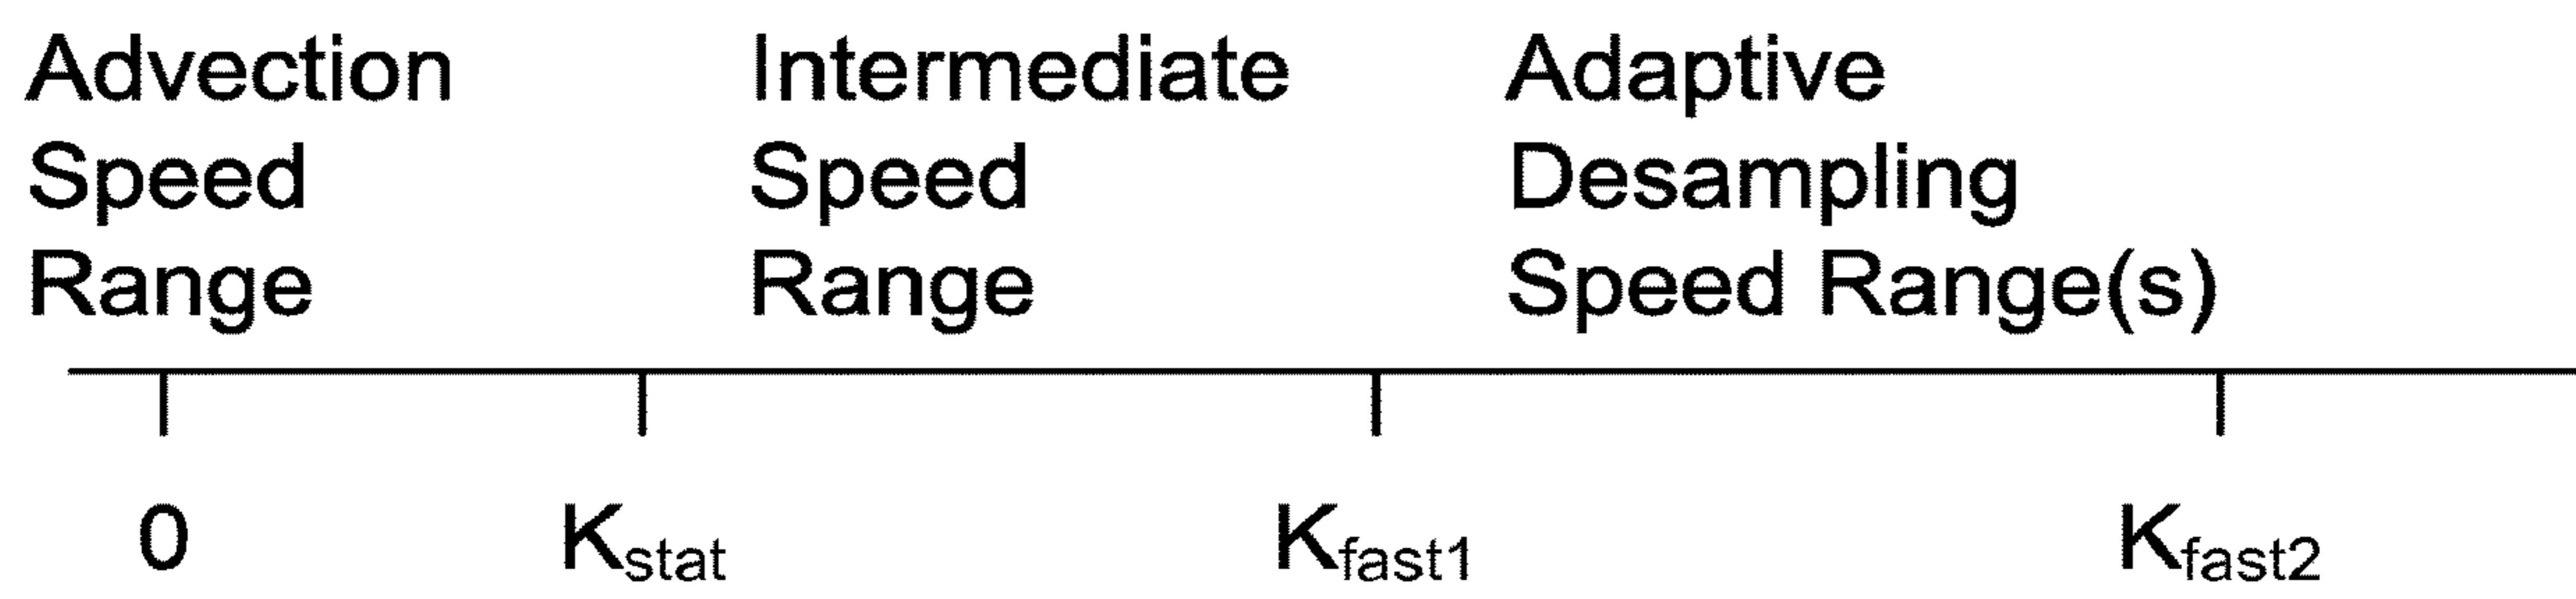 Advection
Speed
Range
Intermediate
Speed
Range
Adaptive
Desampling
Speed Range(s)
0
Kstat
Kfast1
Kfast2